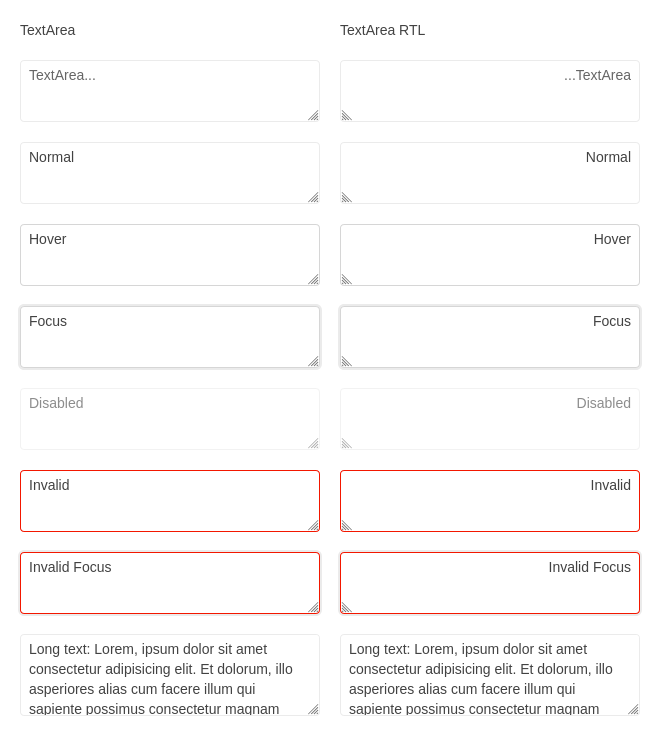 TextArea
TextArea RTL
TextArea...
...TextArea
Normal
Normal
Hover
Hover
Focus
Focus
Disabled
Disabled
Invalid
Invalid
Invalid Focus
Invalid Focus
Long text: Lorem, ipsum dolor sit amet
consectetur adipisicing elit. Et dolorum, illo
asperiores alias cum facere illum qui
sapiente possimus consectetur magnam
Long text: Lorem, ipsum dolor sit amet
consectetur adipisicing elit. Et dolorum, illo
asperiores alias cum facere illum qui
sapiente possimus consectetur magnam